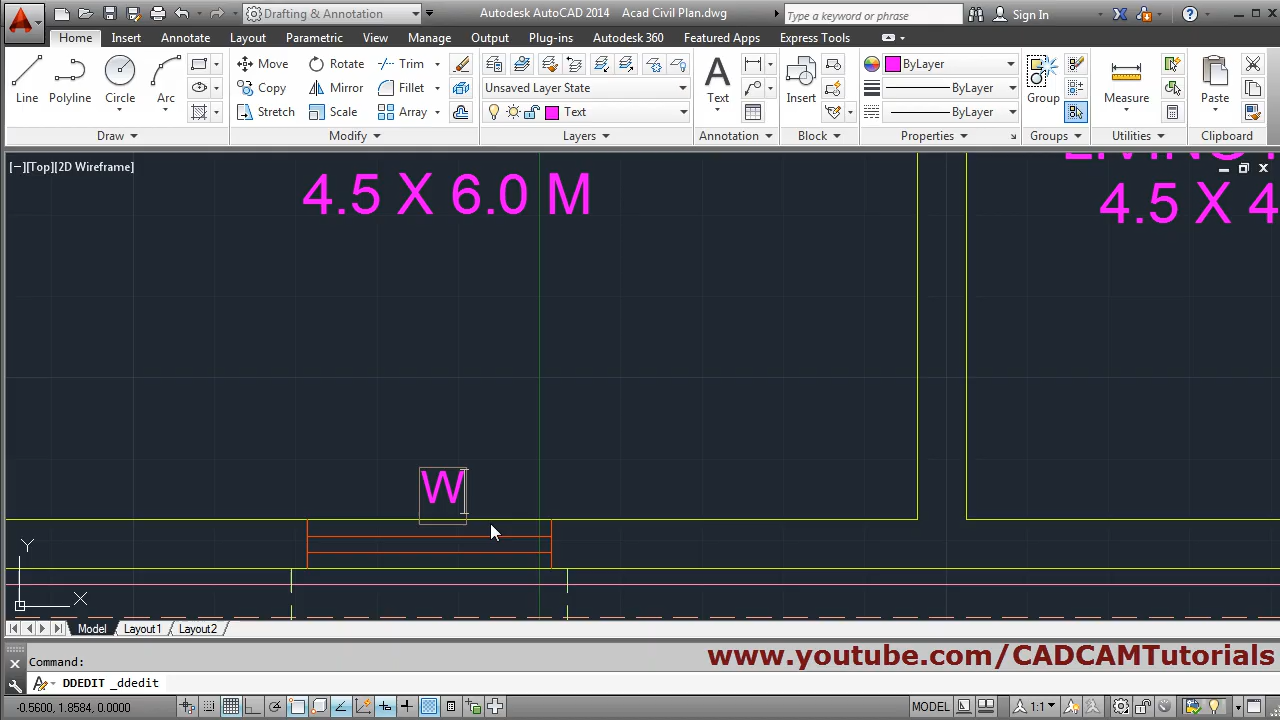 Drafting & Annotation
Autodesk AutoCAD 2014 Acad Civil Plan.dwg
Type a keyword or phrase
Sign In
Home Insert Annotate Layout Parametric View Manage Output Plug-ins Autodesk 360 Featured Apps Express Tools
Line Polyline Circle Arc
Move Rotate Trim
Copy Mirror Fillet
Stretch Scale Array
Unsaved Layer State
Text
Text
Insert
ByLayer
ByLayer
ByLayer
Group
Measure
Paste
Draw Modify Layers Annotation Block Properties Groups Utilities Clipboard
[−][Top][2D Wireframe]
4.5 X 6.0 M
4.5 X 4
W
Y
X
Model Layout1 Layout2
Command:
DDEDIT _ddedit
www.youtube.com/CADCAMTutorials
-0.5600, 1.8584, 0.0000
MODEL
1:1